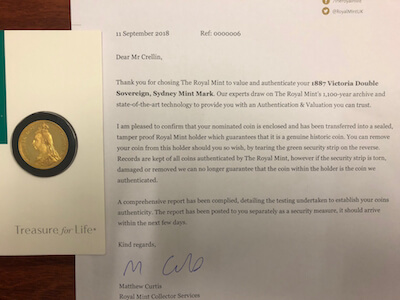 @RoyalMintUK
11 September 2018 Ref: 0000006
Dear Mr Crellin,
Thank you for chosing The Royal Mint to value and authenticate your 1887 Victoria Double
Sovereign, Sydney Mint Mark. Our experts draw on The Royal Mint's 1,100-year archive and
state-of-the-art technology to provide you with an Authentication & Valuation you can trust.
I am pleased to confirm that your nominated coin is enclosed and has been transferred into a sealed,
tamper proof Royal Mint holder which guarantees that it is a genuine historic coin. You can remove
your coin from this holder should you so wish, by tearing the green security strip on the reverse.
Records are kept of all coins authenticated by The Royal Mint, however if the security strip is torn,
damaged or removed we can no longer guarantee that the coin within the holder is the coin we
authenticated.
A comprehensive report has been complied, detailing the testing undertaken to establish your coins
authenticity. The report has been posted to you separately as a security measure, it should arrive
within the next few days.
Kind regards,
Matthew Curtis
Royal Mint Collector Services
Treasure for Life